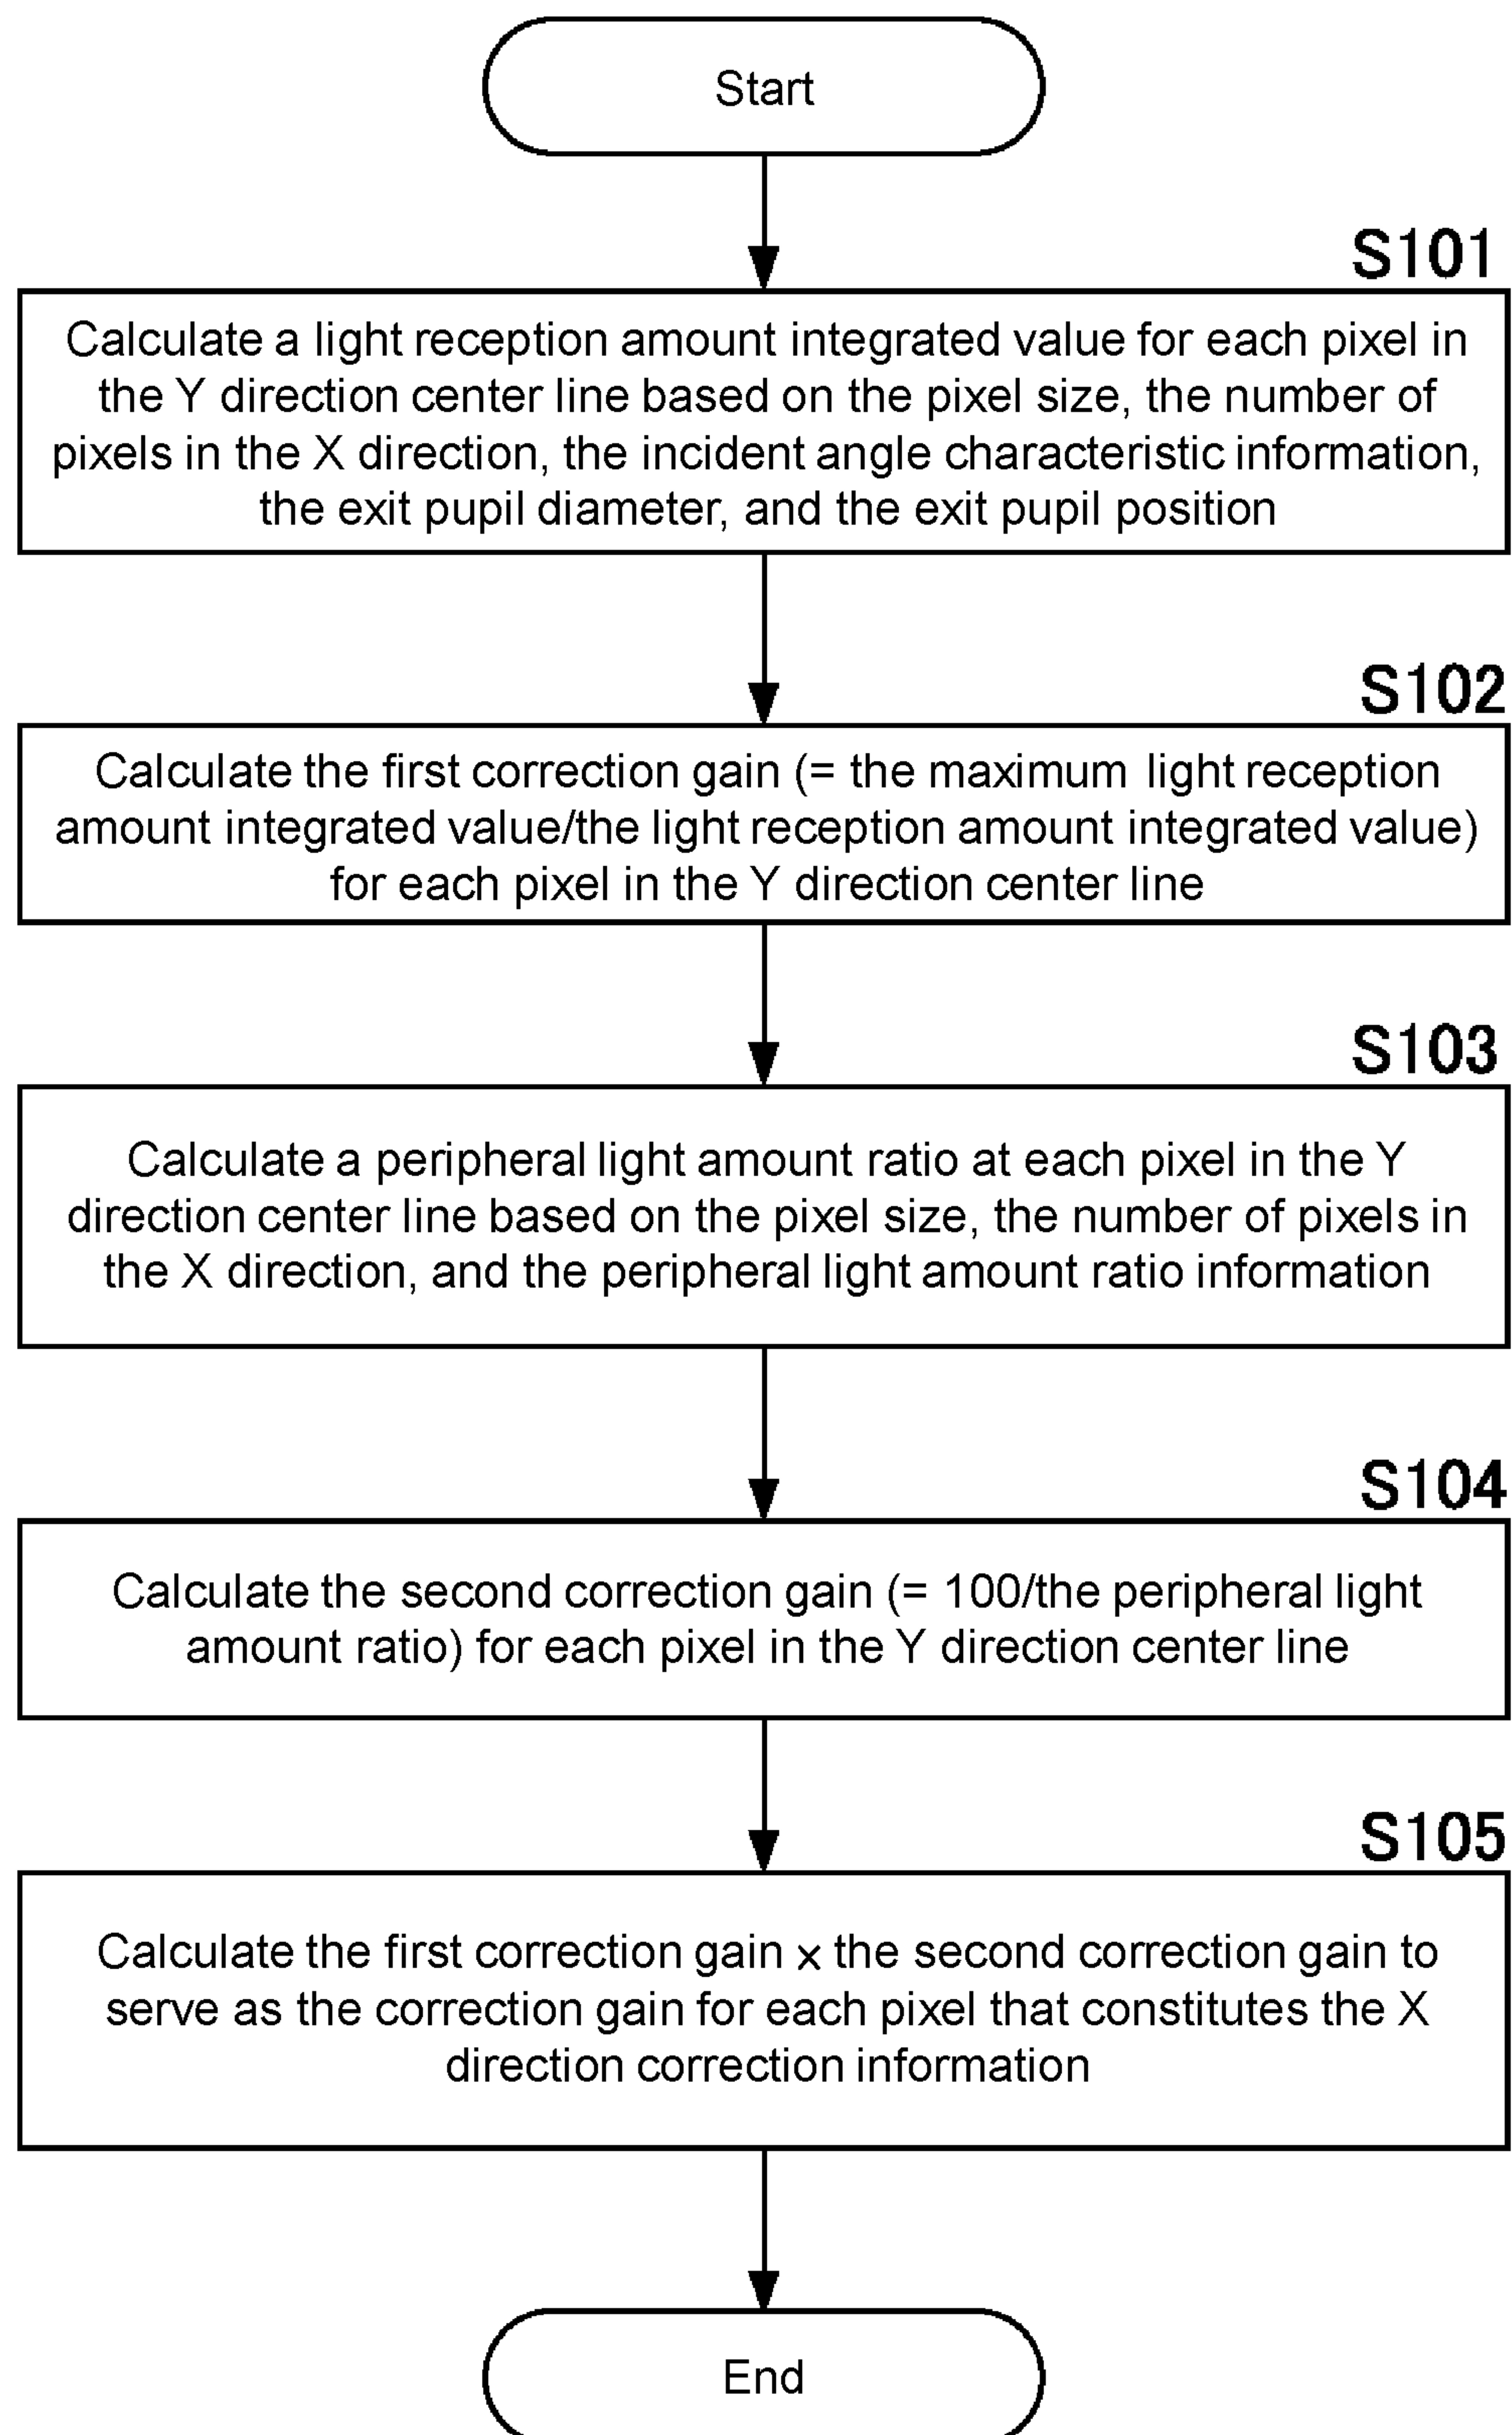 Start
S101
Calculate a light reception amount integrated value for each pixel in
the Y direction center line based on the pixel size, the number of
pixels in the X direction, the incident angle characteristic information,
the exit pupil diameter, and the exit pupil position
S102
Calculate the first correction gain (= the maximum light reception
amount integrated value/the light reception amount integrated value)
for each pixel in the Y direction center line
S103
Calculate a peripheral light amount ratio at each pixel in the Y
direction center line based on the pixel size, the number of pixels in
the X direction, and the peripheral light amount ratio information
S104
Calculate the second correction gain (= 100/the peripheral light
amount ratio) for each pixel in the Y direction center line
S105
Calculate the first correction gain × the second correction gain to
serve as the correction gain for each pixel that constitutes the X
direction correction information
End